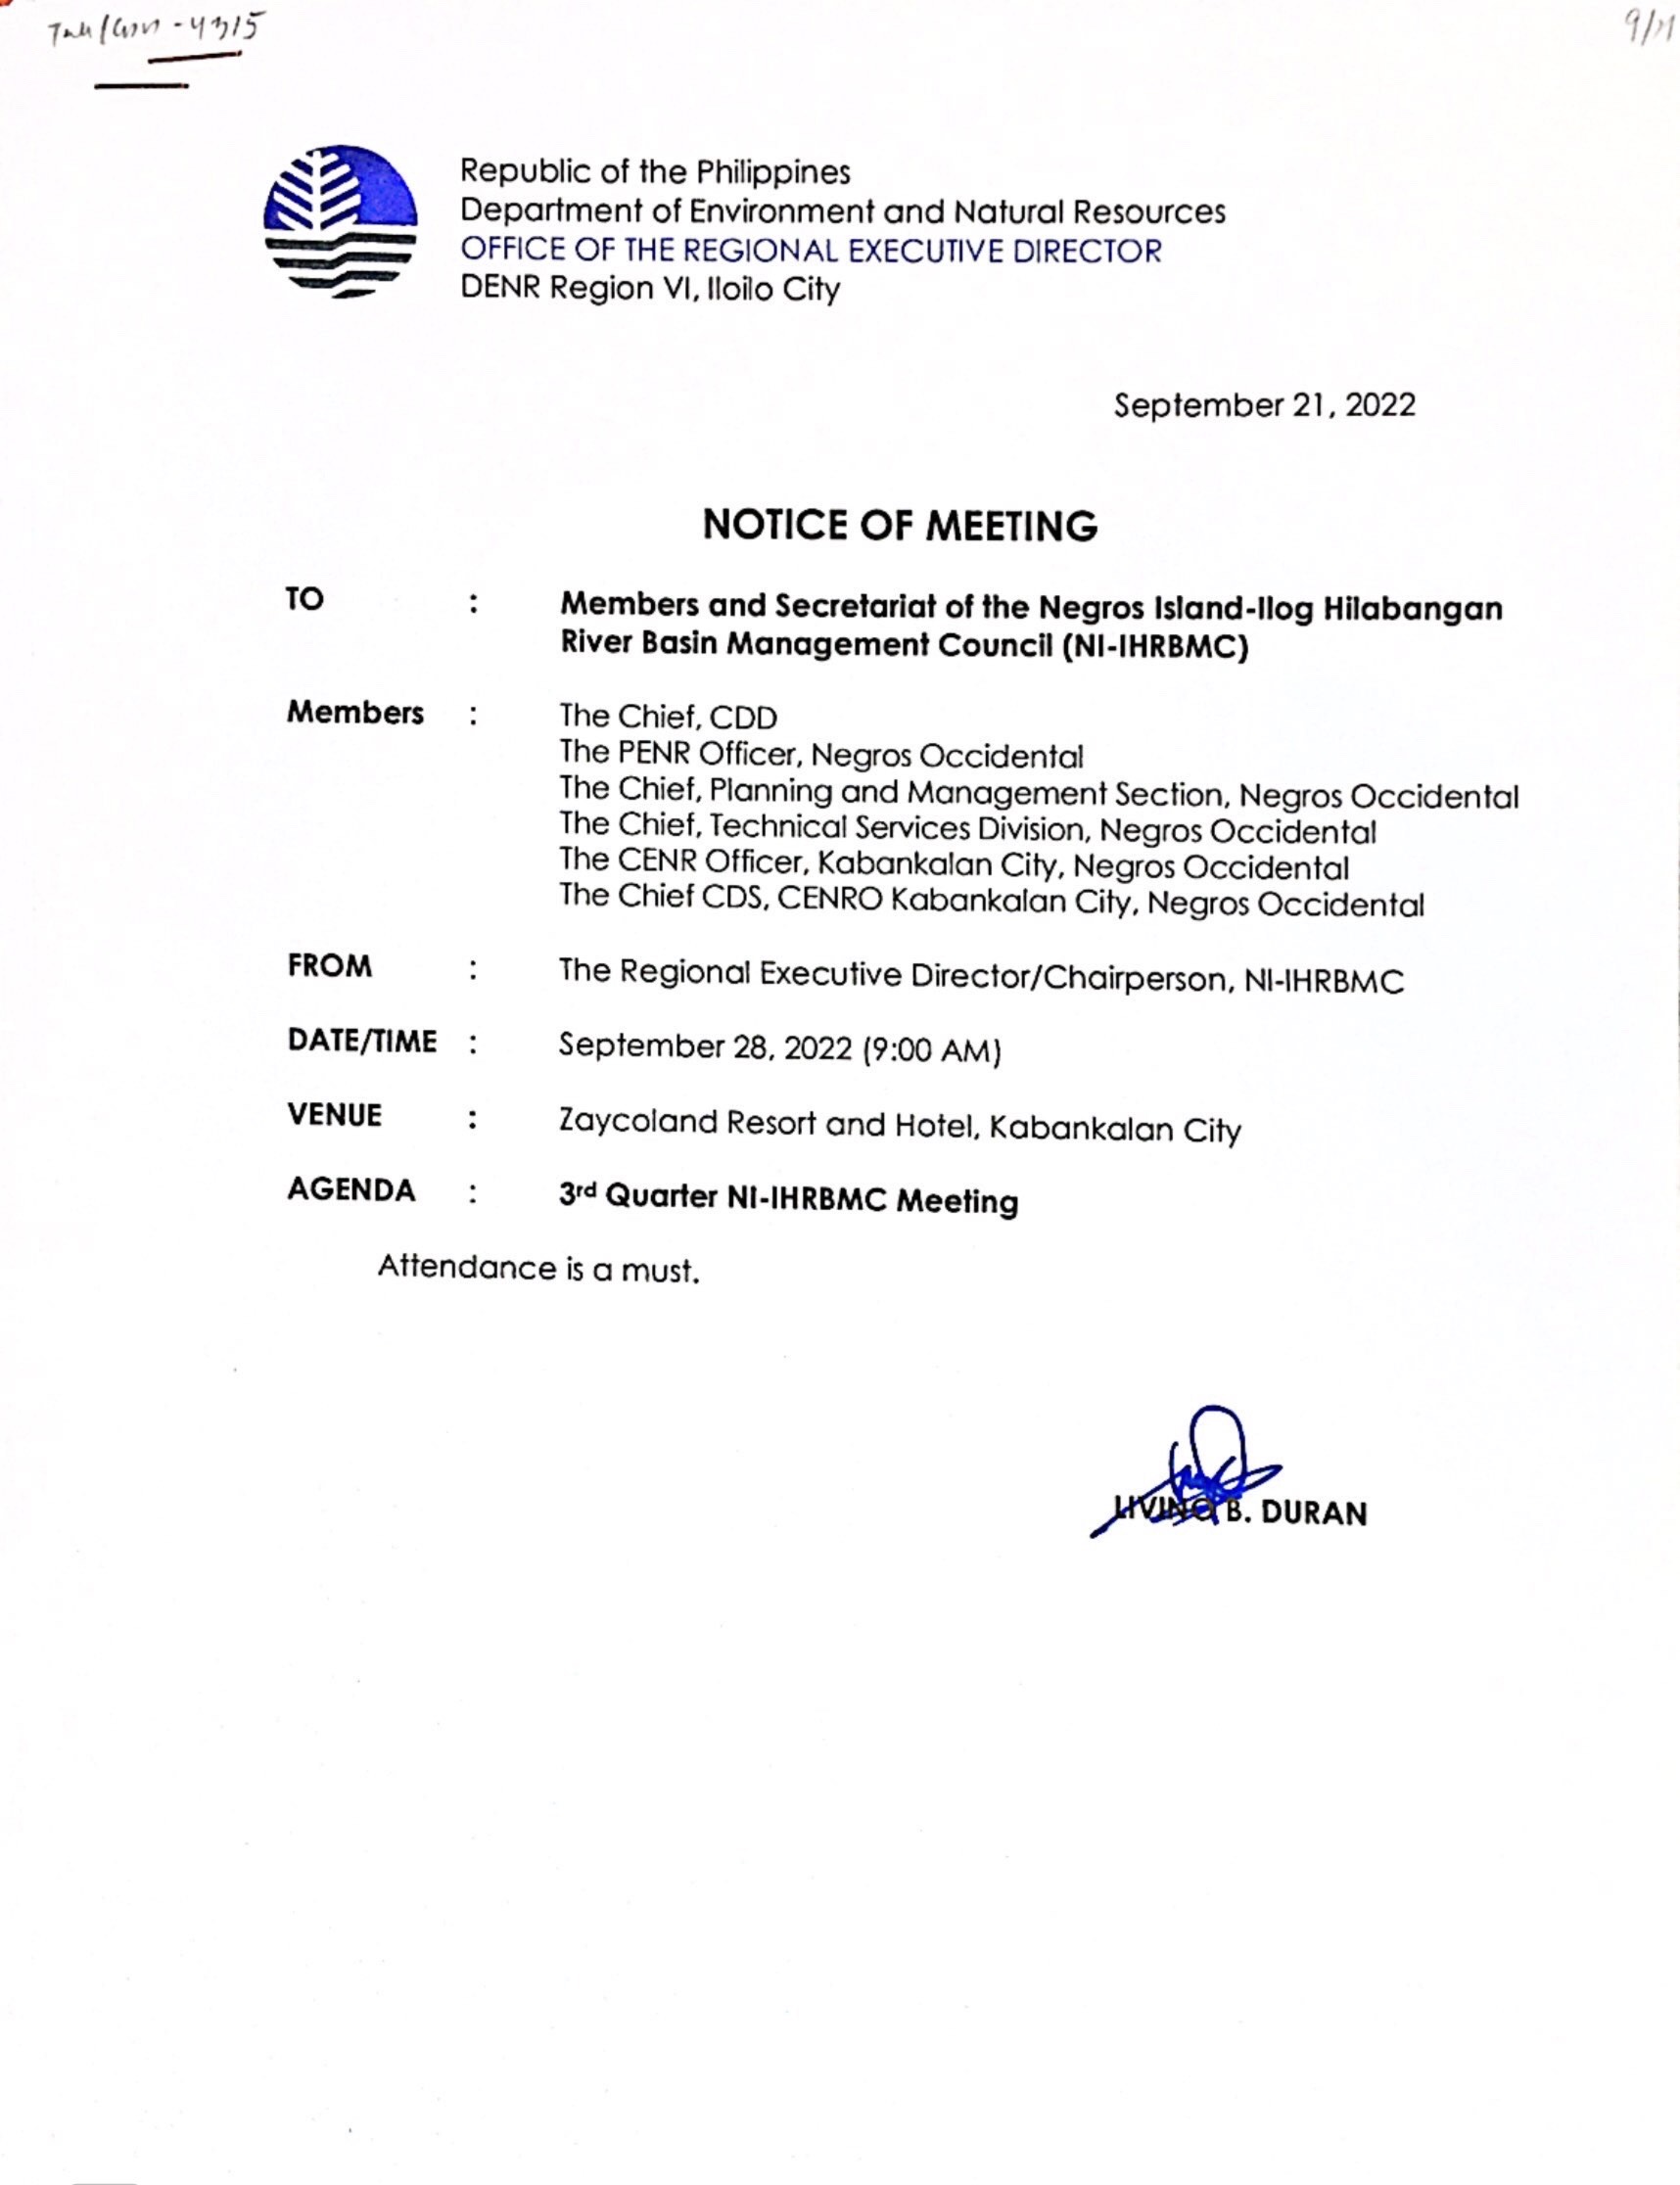 4315
Republic of the Philippines
Department of Environment and Natural Resources
OFFICE OF THE REGIONAL EXECUTIVE DIRECTOR
DENR Region VI, Iloilo City
September 21, 2022
NOTICE OF MEETING
TO : Members and Secretariat of the Negros Island-Ilog Hilabangan
River Basin Management Council (NI-IHRBMC)
Members : The Chief, CDD
The PENR Officer, Negros Occidental
The Chief, Planning and Management Section, Negros Occidental
The Chief, Technical Services Division, Negros Occidental
The CENR Officer, Kabankalan City, Negros Occidental
The Chief CDS, CENRO Kabankalan City, Negros Occidental
FROM : The Regional Executive Director/Chairperson, NI-IHRBMC
DATE/TIME : September 28, 2022 (9:00 AM)
VENUE : Zaycoland Resort and Hotel, Kabankalan City
AGENDA : 3rd Quarter NI-IHRBMC Meeting
Attendance is a must.
LIVINO B. DURAN